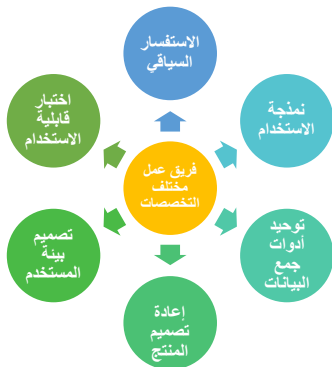 الاستفسار
السياقي
نمذجة
الاستخدام
توحيد
أدوات
جمع
البيانات
إعادة
تصميم
المنتج
تصميم
بيئة
المستخدم
اختبار
قابلية
الاستخدام
فريق عمل
مختلف
التخصصات